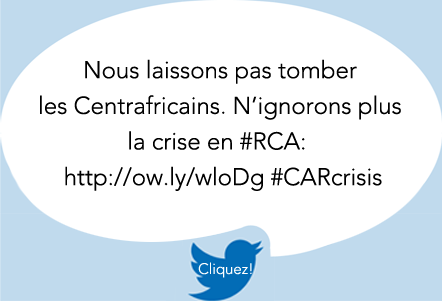 Nous laissons pas tomber
les Centrafricains. N’ignorons plus
la crise en #RCA:
http://ow.ly/wloDg #CARcrisis
Cliquez!